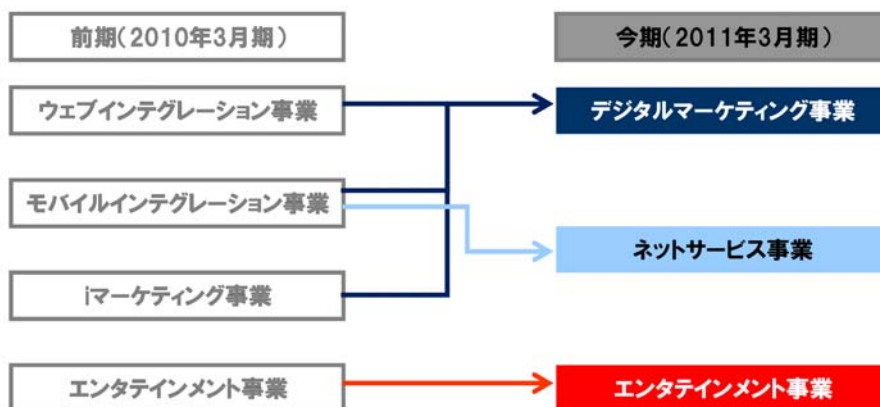 前期(2010年3月期)
今期(2011年3月期)
ウェブインテグレーション事業
デジタルマーケティング事業
モバイルインテグレーション事業
ネットサービス事業
iマーケティング事業
エンタテインメント事業
エンタテインメント事業